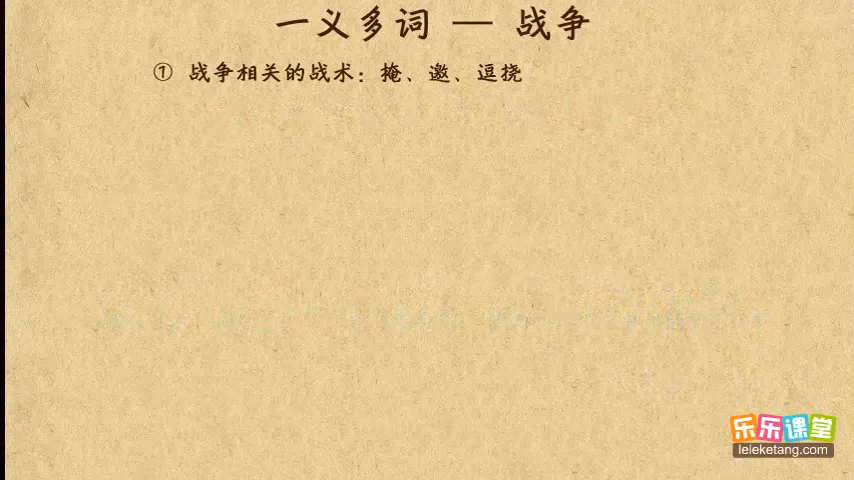 一义多词 — 战争
① 战争相关的战术：掩、邀、逗挠
乐乐课堂
leleketang.com